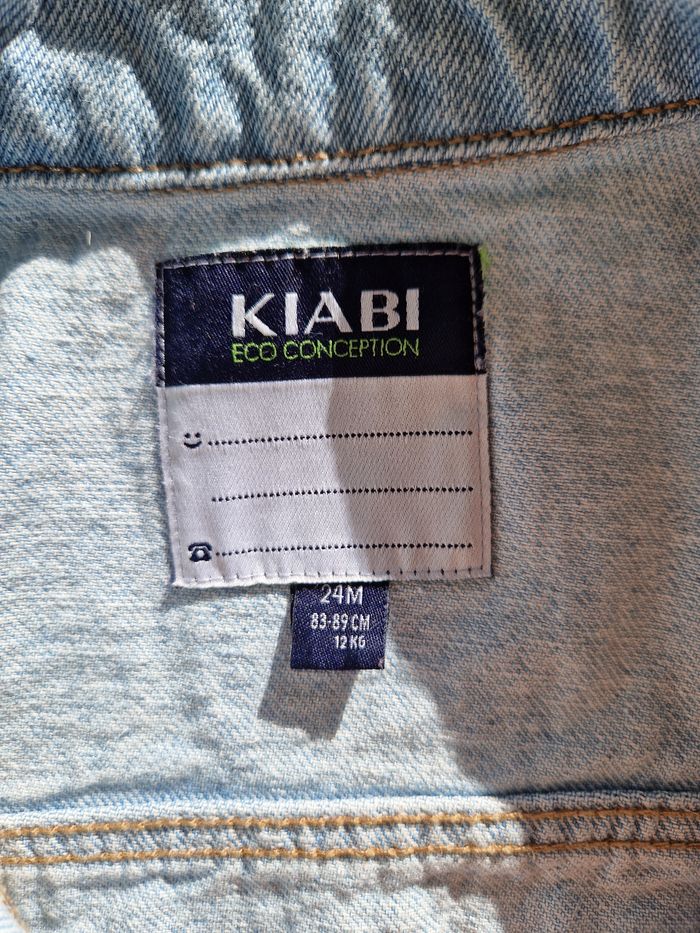 KIABI
ECO CONCEPTION
24M
83-89 CM
12 KG